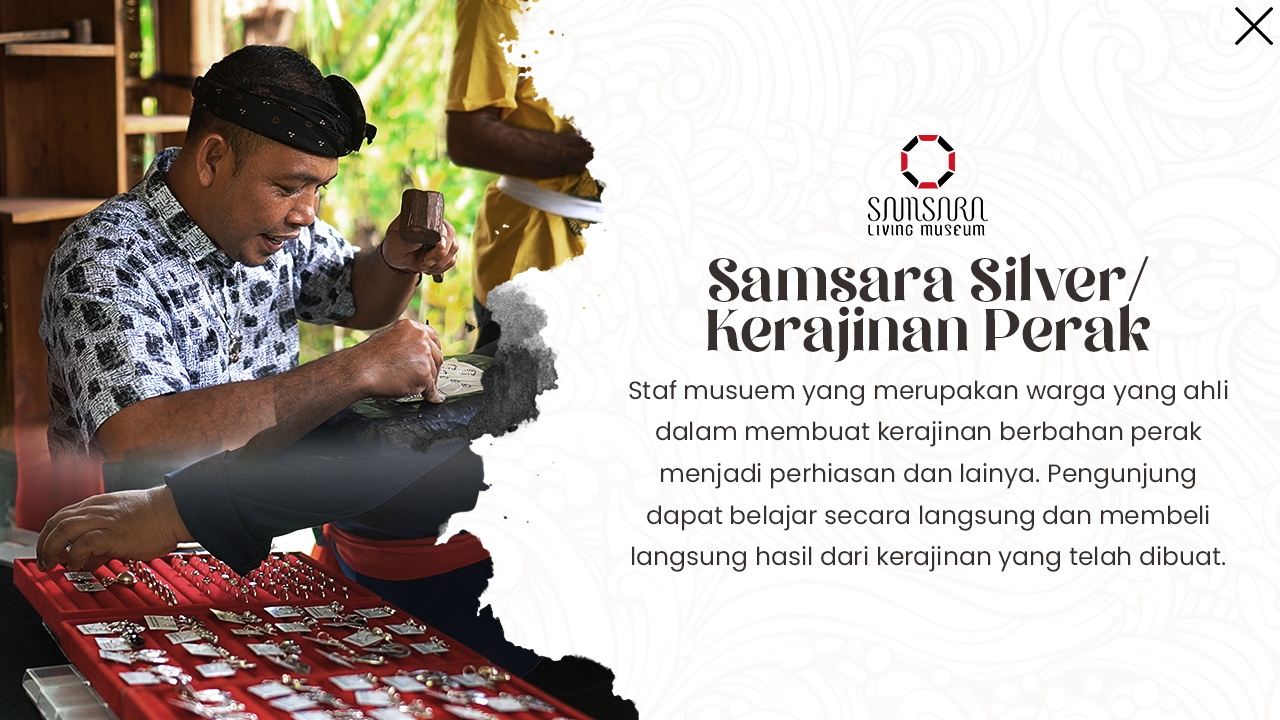 SAMSARA
LIVING MUSEUM
Samsara Silver/
Kerajinan Perak
Staf musuem yang merupakan warga yang ahli
dalam membuat kerajinan berbahan perak
menjadi perhiasan dan lainya. Pengunjung
dapat belajar secara langsung dan membeli
langsung hasil dari kerajinan yang telah dibuat.